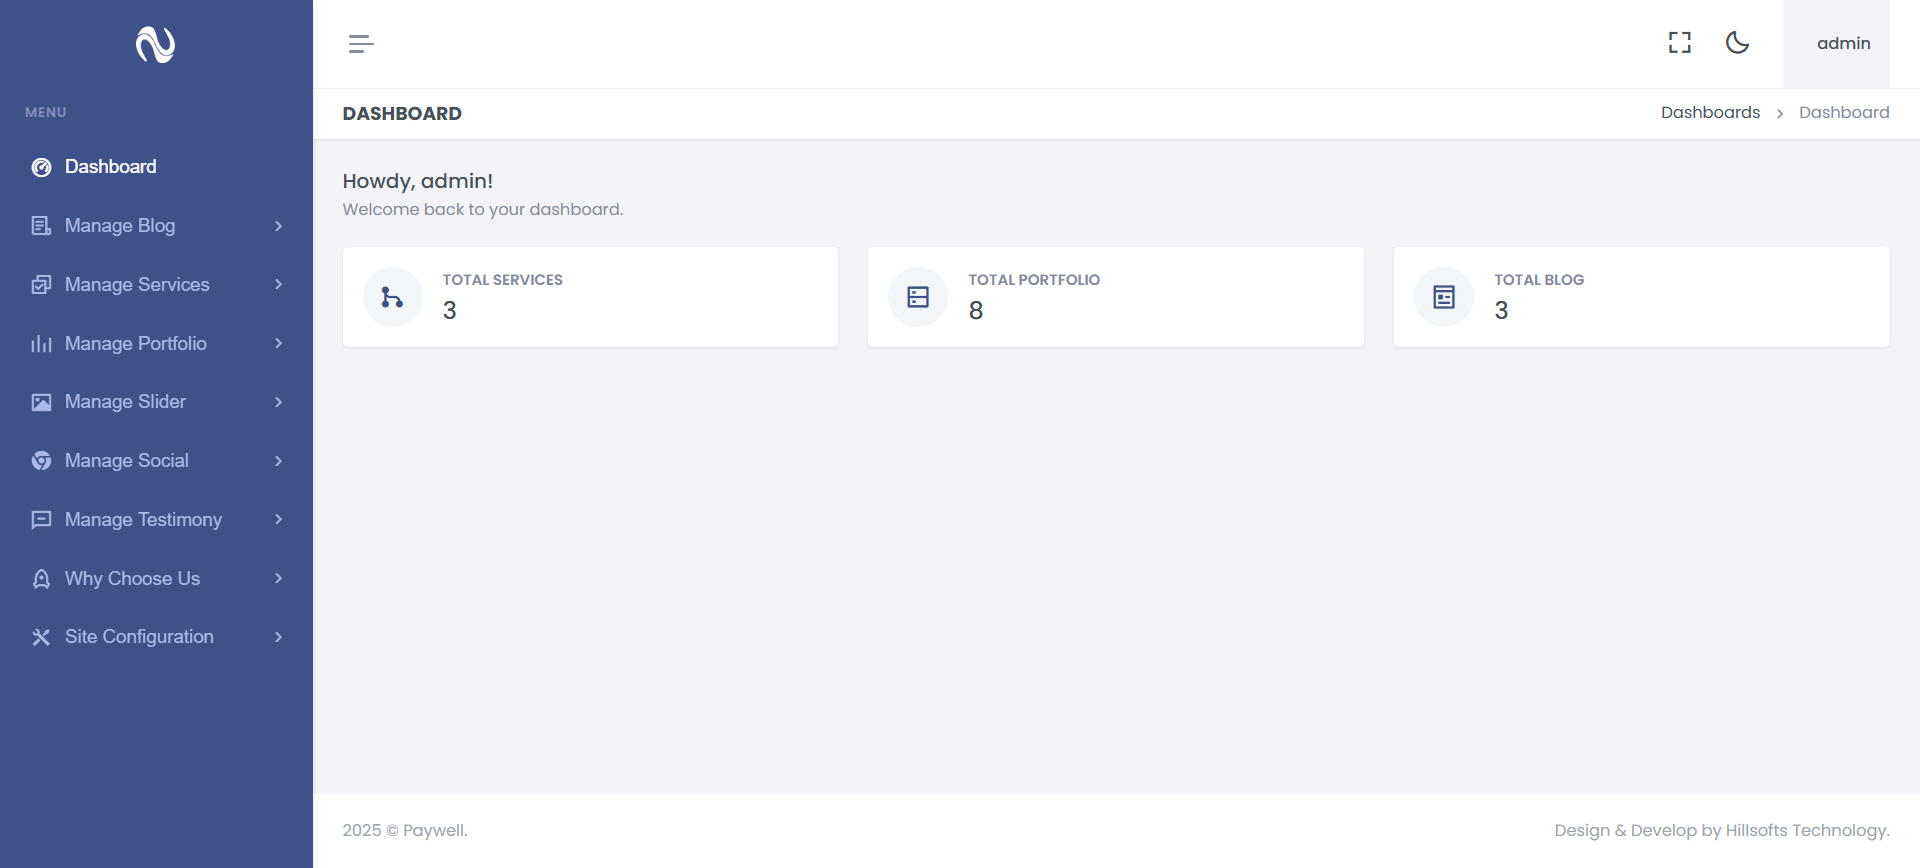 MENU
Dashboard
Manage Blog
Manage Services
Manage Portfolio
Manage Slider
Manage Social
Manage Testimony
Why Choose Us
Site Configuration
admin
DASHBOARD
Dashboards > Dashboard
Howdy, admin!
Welcome back to your dashboard.
TOTAL SERVICES
3
TOTAL PORTFOLIO
8
TOTAL BLOG
3
2025 © Paywell.
Design & Develop by Hillsofts Technology.